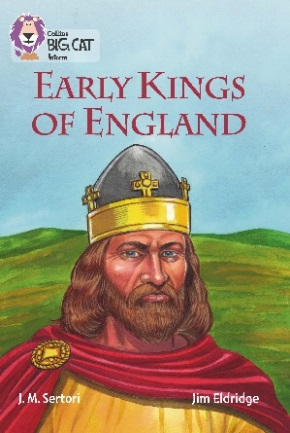 Collins
BIG CAT
Inform
EARLY KINGS
OF ENGLAND
J. M. Sertori Jim Eldridge